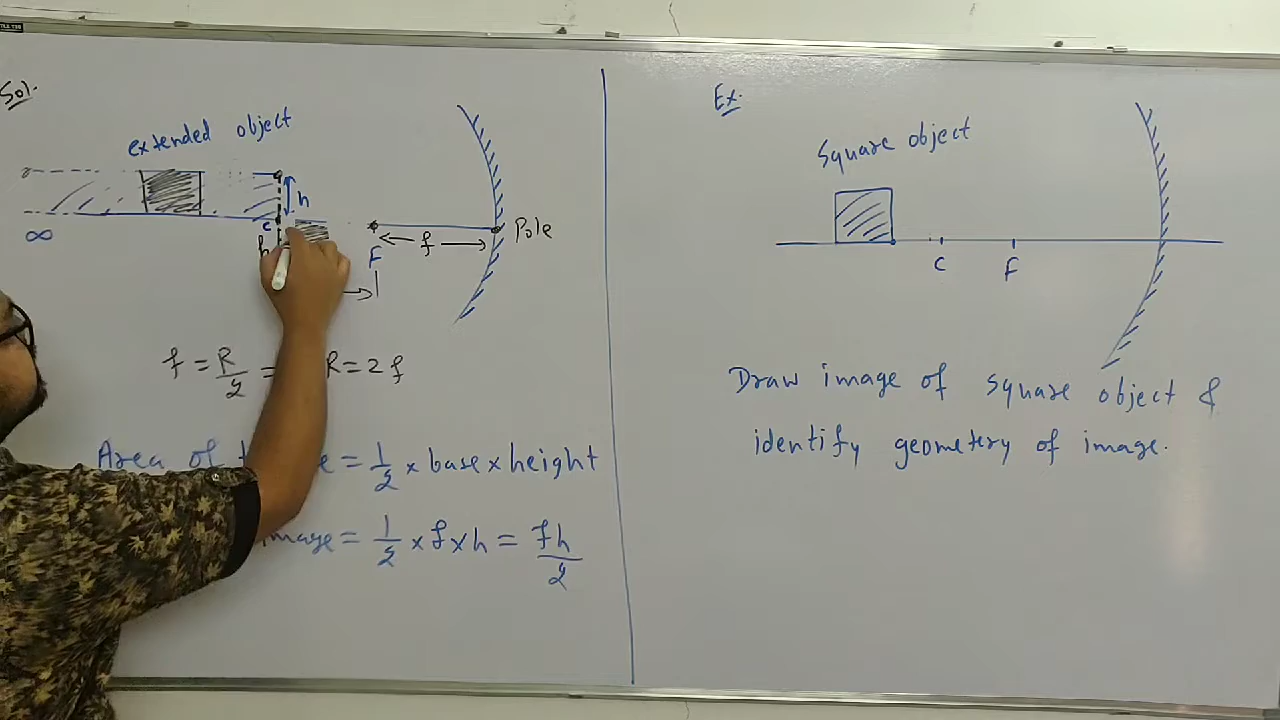 Sol.
extended object
h
c
∞
h
F
f
Pole
f = R/2 = R = 2f
Area of = 1/2 × base × height
image = 1/2 × f × h = fh/2
Ex.
Square object
C
F
Draw image of square object &
identify geometery of image.